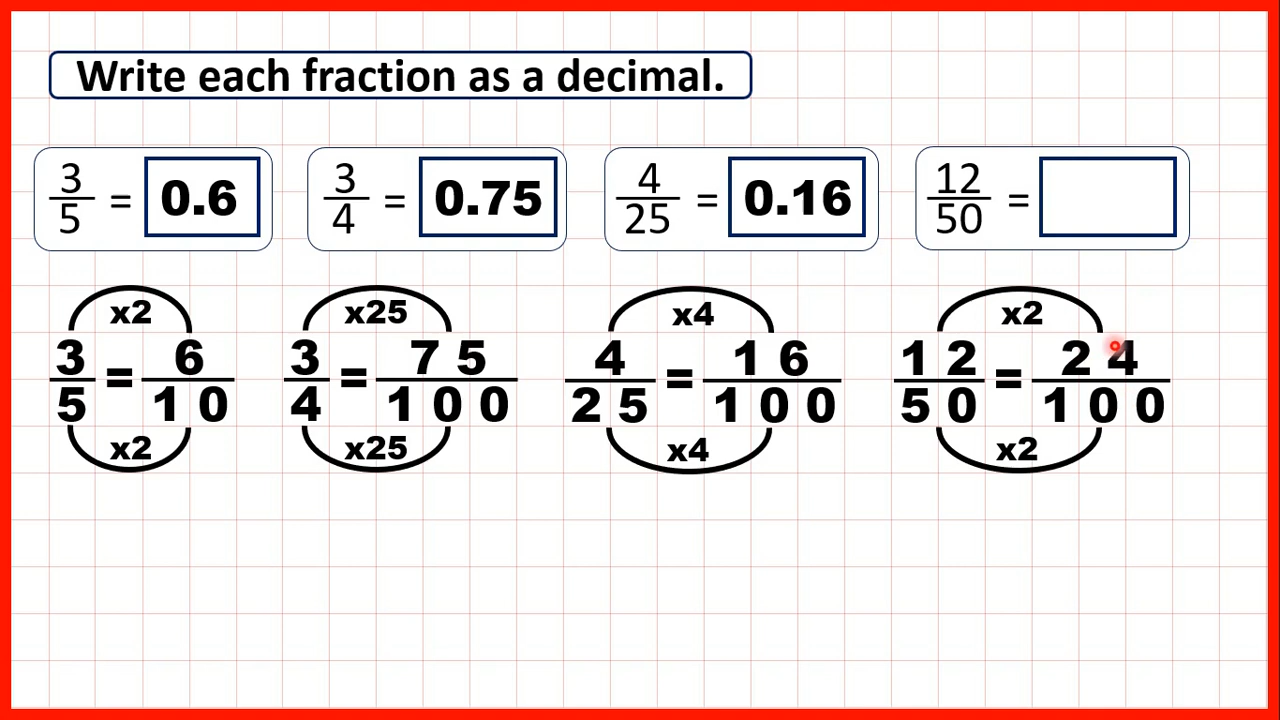 Write each fraction as a decimal.
3/5 = 0.6
3/4 = 0.75
4/25 = 0.16
12/50 =
x2
3/5 = 6/10
x2
x25
3/4 = 75/100
x25
x4
4/25 = 16/100
x4
x2
12/50 = 24/100
x2